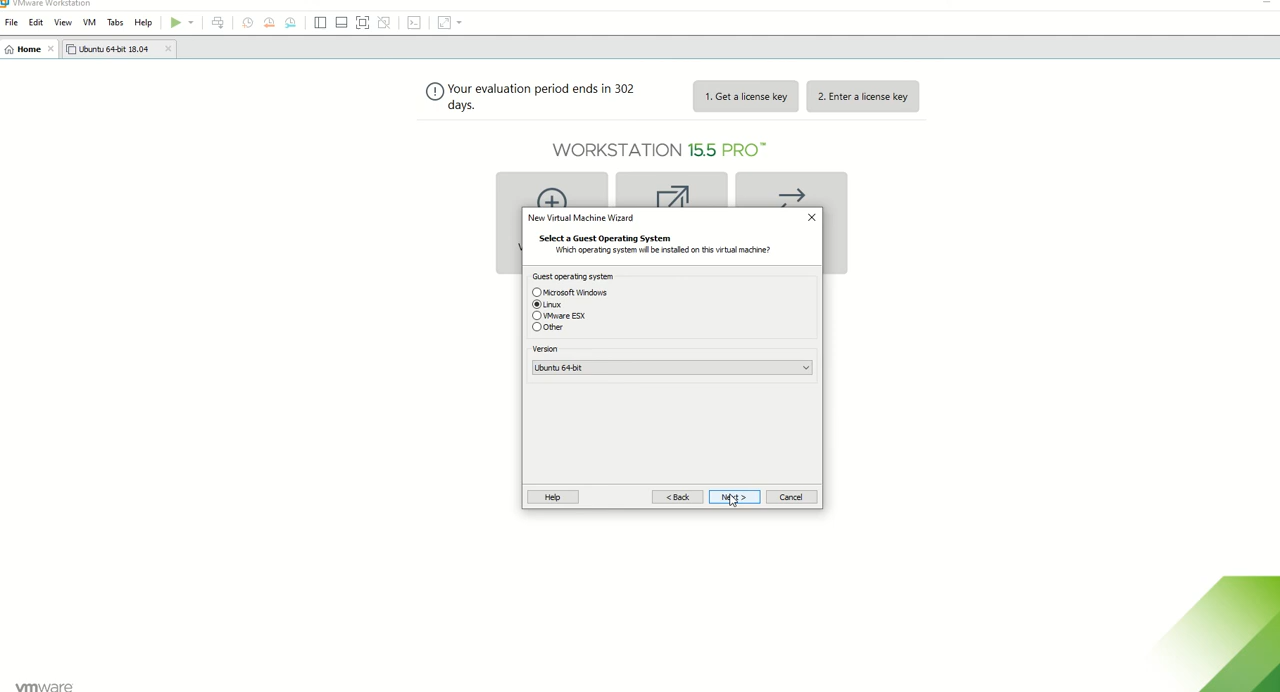 VMware Workstation
File Edit View VM Tabs Help
Home Ubuntu 64-bit 18.04
Your evaluation period ends in 302
days.
1. Get a license key 2. Enter a license key
WORKSTATION 15.5 PRO™
New Virtual Machine Wizard
Select a Guest Operating System
Which operating system will be installed on this virtual machine?
Guest operating system
Microsoft Windows
Linux
VMware ESX
Other
Version
Ubuntu 64-bit
Help < Back Next > Cancel
vmware